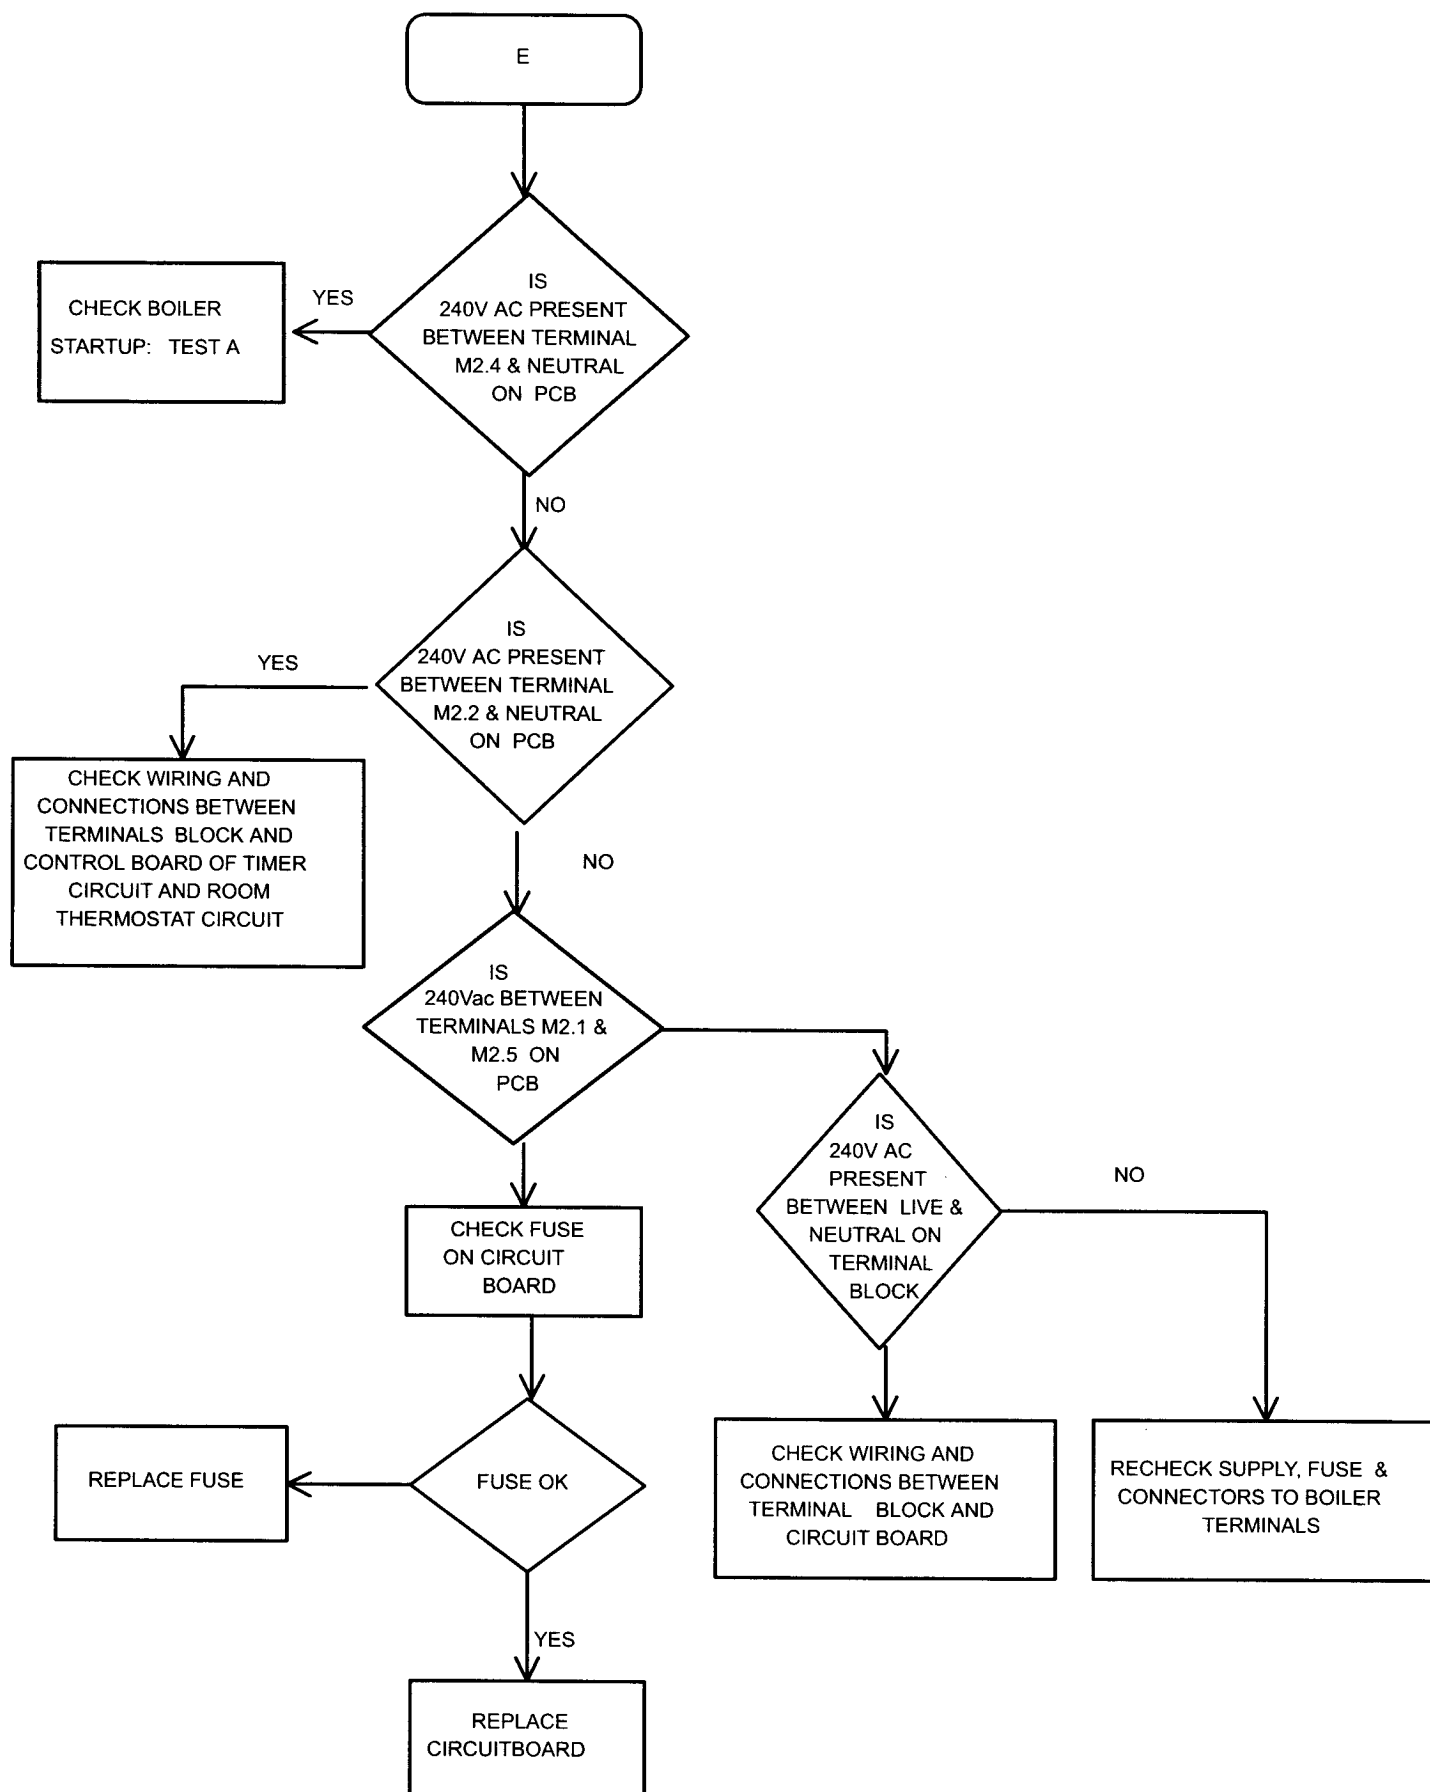 E
IS
240V AC PRESENT
BETWEEN TERMINAL
M2.4 & NEUTRAL
ON PCB
YES
CHECK BOILER
STARTUP: TEST A
NO
IS
240V AC PRESENT
BETWEEN TERMINAL
M2.2 & NEUTRAL
ON PCB
YES
CHECK WIRING AND
CONNECTIONS BETWEEN
TERMINALS BLOCK AND
CONTROL BOARD OF TIMER
CIRCUIT AND ROOM
THERMOSTAT CIRCUIT
NO
IS
240Vac BETWEEN
TERMINALS M2.1 &
M2.5 ON
PCB
IS
240V AC
PRESENT
BETWEEN LIVE &
NEUTRAL ON
TERMINAL
BLOCK
NO
CHECK FUSE
ON CIRCUIT
BOARD
FUSE OK
REPLACE FUSE
CHECK WIRING AND
CONNECTIONS BETWEEN
TERMINAL BLOCK AND
CIRCUIT BOARD
RECHECK SUPPLY, FUSE &
CONNECTORS TO BOILER
TERMINALS
YES
REPLACE
CIRCUITBOARD